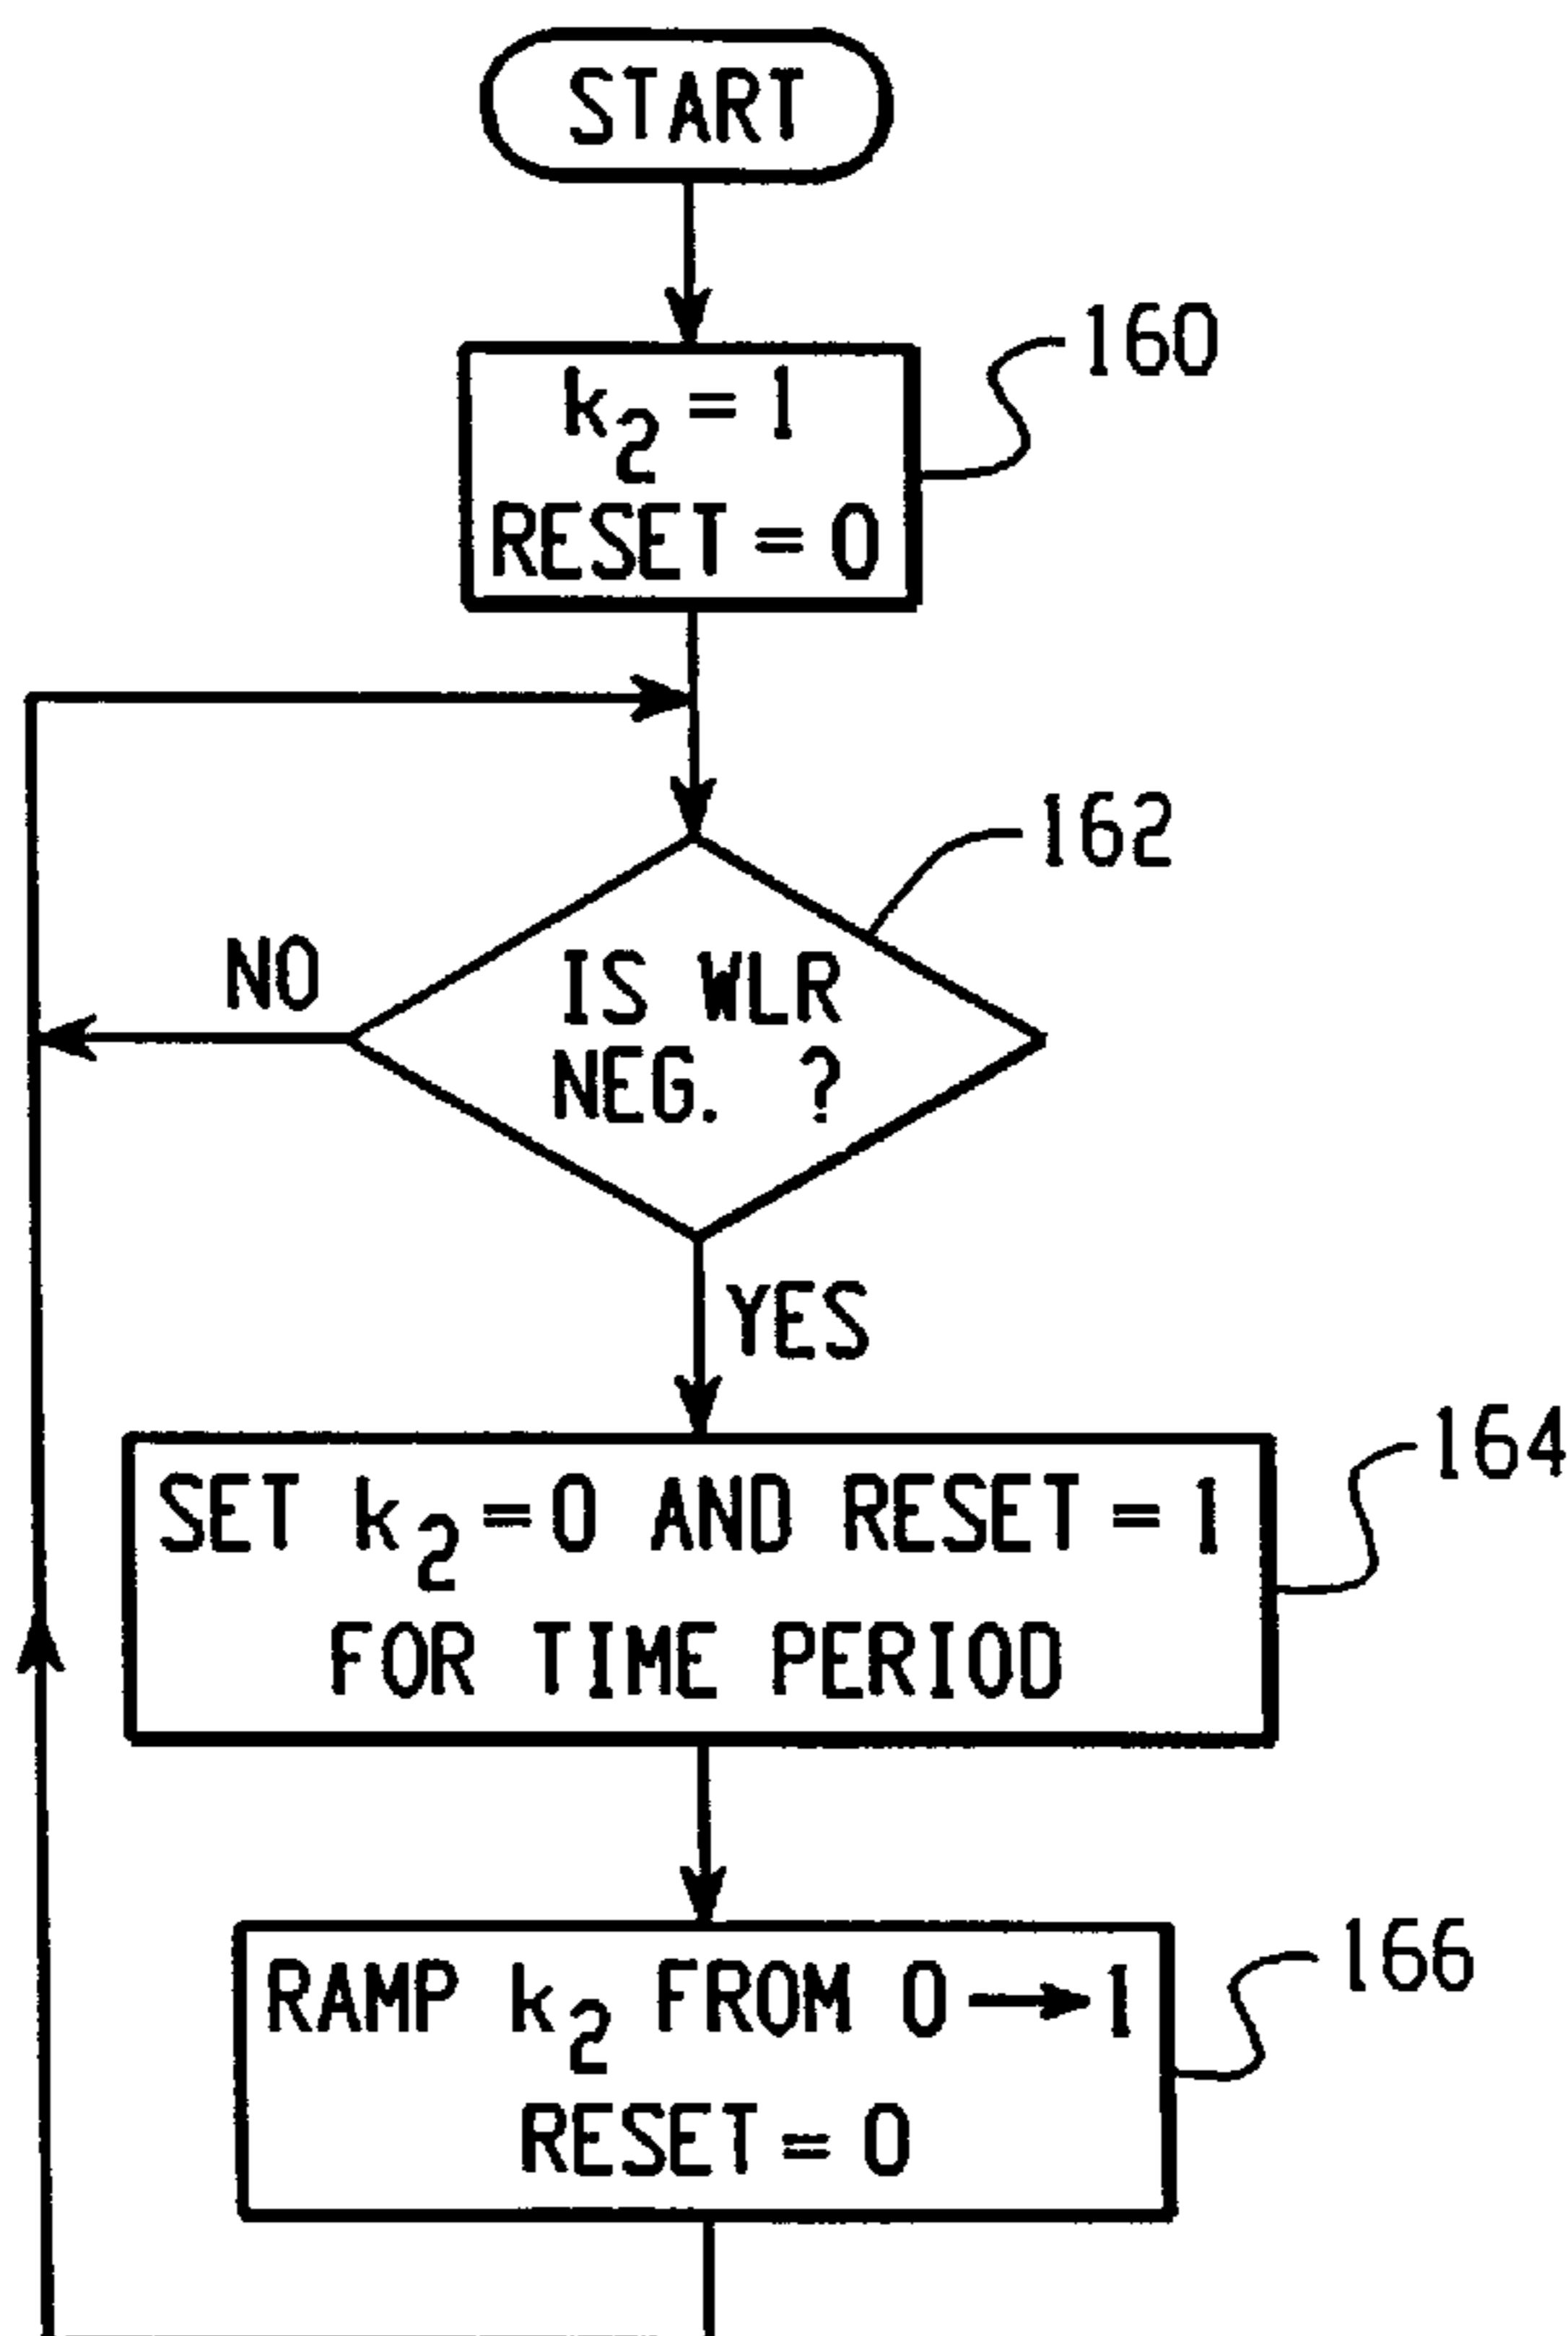 START
k₂ = 1
RESET = 0
160
162
NO
IS WLR
NEG. ?
YES
164
SET k₂ = 0 AND RESET = 1
FOR TIME PERIOD
166
RAMP k₂ FROM 0 → 1
RESET = 0